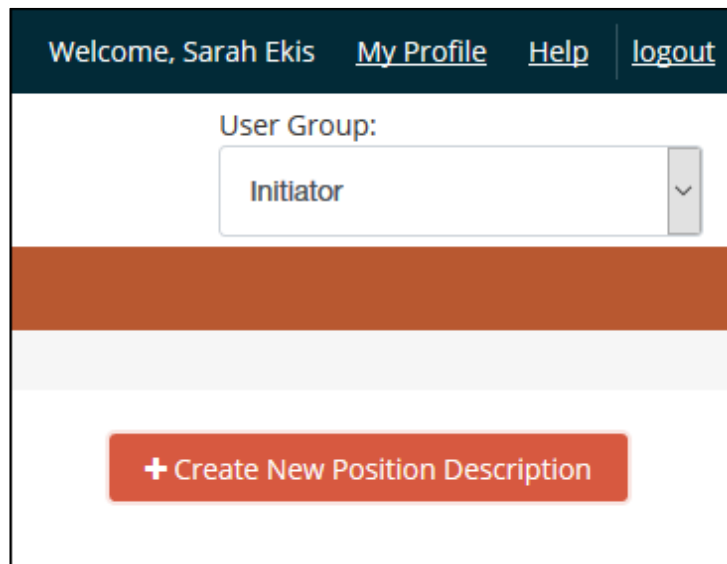 Welcome, Sarah Ekis My Profile Help logout
User Group:
Initiator
+ Create New Position Description